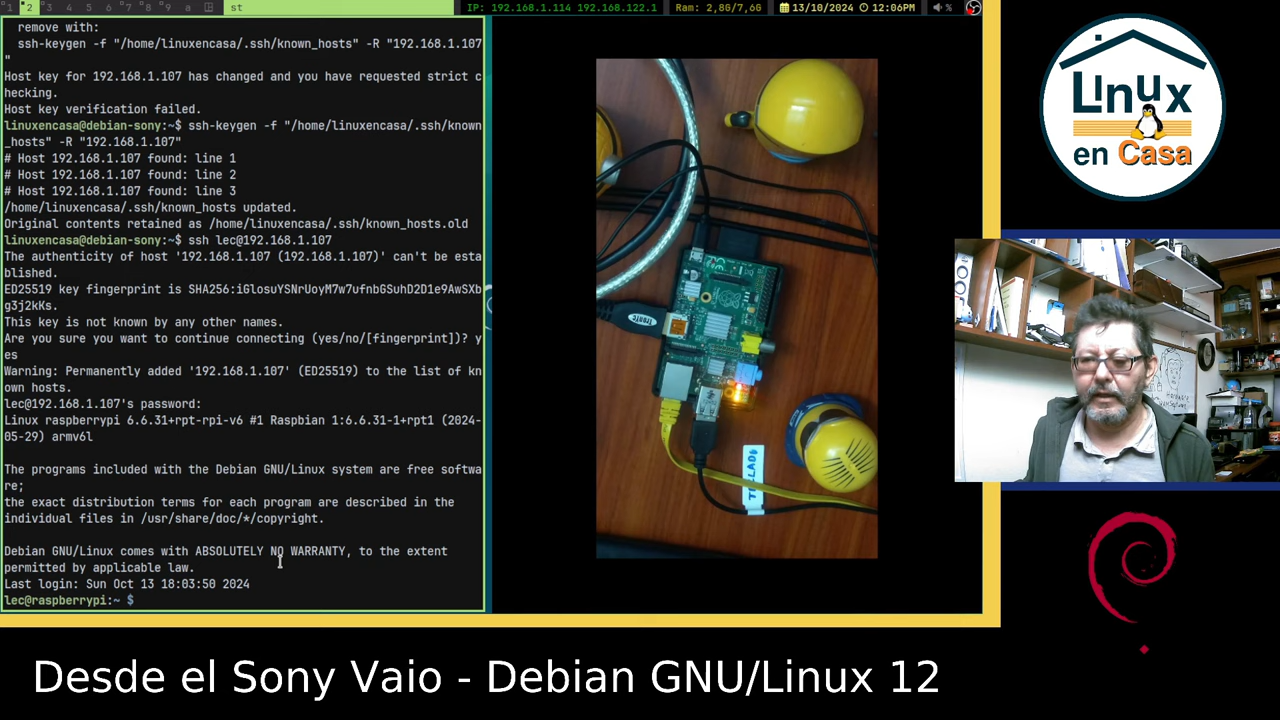 1 2 3 4 5 6 7 8 a st IP: 192.168.1.114 192.168.122.1 Ram: 2,8G/7,6G 13/10/2024 12:06PM %
remove with:
ssh-keygen -f "/home/linuxencasa/.ssh/known_hosts" -R "192.168.1.107
"
Host key for 192.168.1.107 has changed and you have requested strict c
hecking.
Host key verification failed.
linuxencasa@debian-sony:~$ ssh-keygen -f "/home/linuxencasa/.ssh/known
_hosts" -R "192.168.1.107"
# Host 192.168.1.107 found: line 1
# Host 192.168.1.107 found: line 2
# Host 192.168.1.107 found: line 3
/home/linuxencasa/.ssh/known_hosts updated.
Original contents retained as /home/linuxencasa/.ssh/known_hosts.old
linuxencasa@debian-sony:~$ ssh lec@192.168.1.107
The authenticity of host '192.168.1.107 (192.168.1.107)' can't be esta
blished.
ED25519 key fingerprint is SHA256:iGlosuYSNrUoyM7w7ufnbGSuhD2D1e9AwSXb
g3j2kKs.
This key is not known by any other names.
Are you sure you want to continue connecting (yes/no/[fingerprint])? y
es
Warning: Permanently added '192.168.1.107' (ED25519) to the list of kn
own hosts.
lec@192.168.1.107's password:
Linux raspberrypi 6.6.31+rpt-rpi-v6 #1 Raspbian 1:6.6.31-1+rpt1 (2024-
05-29) armv6l
The programs included with the Debian GNU/Linux system are free softwa
re;
the exact distribution terms for each program are described in the
individual files in /usr/share/doc/*/copyright.
Debian GNU/Linux comes with ABSOLUTELY NO WARRANTY, to the extent
permitted by applicable law.
Last login: Sun Oct 13 18:03:50 2024
lec@raspberrypi:~ $
Linux
en Casa
Desde el Sony Vaio - Debian GNU/Linux 12